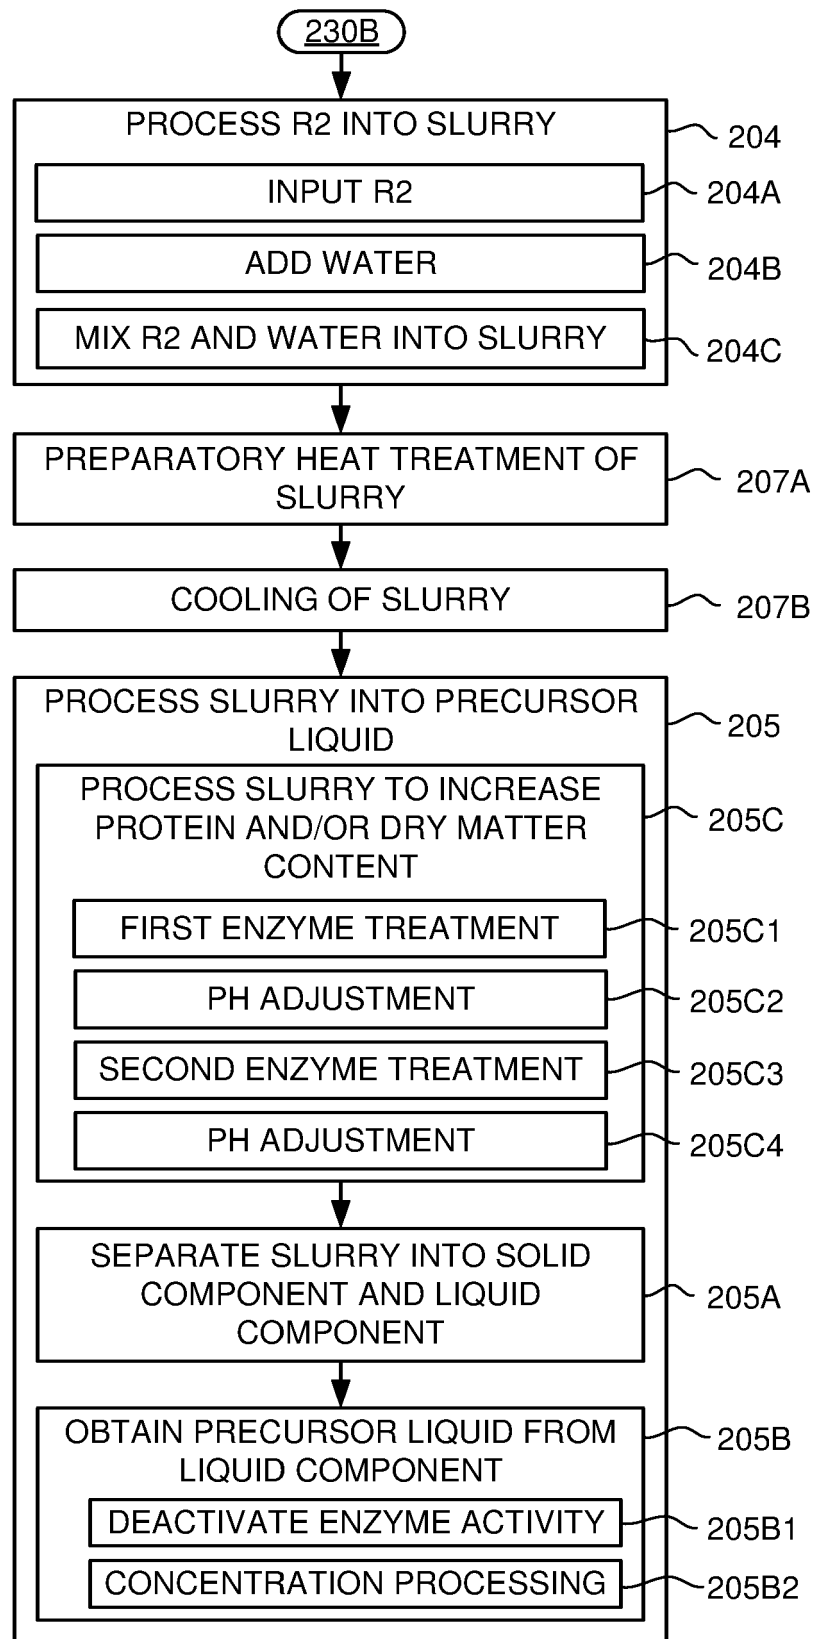 230B
PROCESS R2 INTO SLURRY
204
INPUT R2
204A
ADD WATER
204B
MIX R2 AND WATER INTO SLURRY
204C
PREPARATORY HEAT TREATMENT OF
SLURRY
207A
COOLING OF SLURRY
207B
PROCESS SLURRY INTO PRECURSOR
LIQUID
205
PROCESS SLURRY TO INCREASE
PROTEIN AND/OR DRY MATTER
CONTENT
205C
FIRST ENZYME TREATMENT
205C1
PH ADJUSTMENT
205C2
SECOND ENZYME TREATMENT
205C3
PH ADJUSTMENT
205C4
SEPARATE SLURRY INTO SOLID
COMPONENT AND LIQUID
COMPONENT
205A
OBTAIN PRECURSOR LIQUID FROM
LIQUID COMPONENT
205B
DEACTIVATE ENZYME ACTIVITY
205B1
CONCENTRATION PROCESSING
205B2